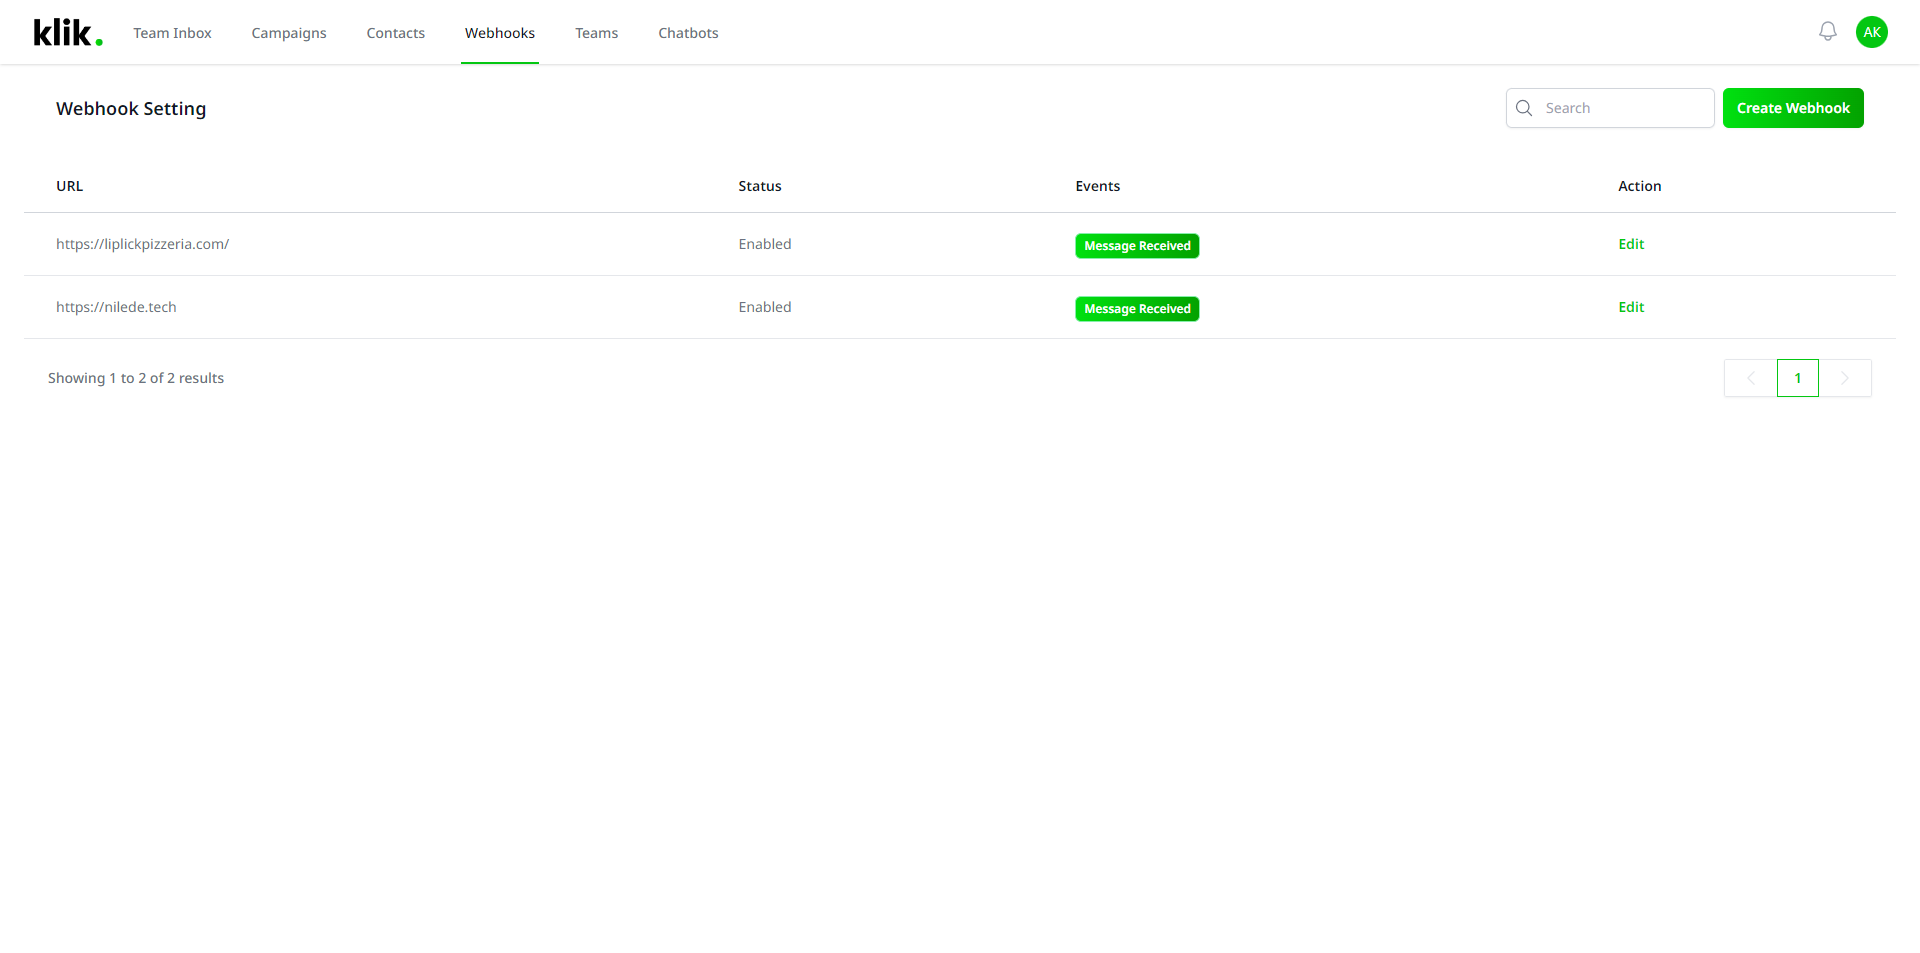 klik. Team Inbox Campaigns Contacts Webhooks Teams Chatbots AK
Webhook Setting Search Create Webhook
URL Status Events Action
https://liplickpizzeria.com/ Enabled Message Received Edit
https://nilede.tech Enabled Message Received Edit
Showing 1 to 2 of 2 results 1